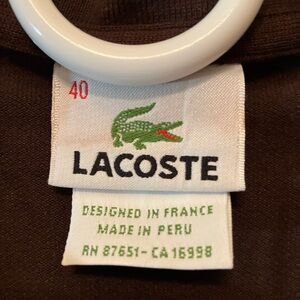 40
LACOSTE
DESIGNED IN FRANCE
MADE IN PERU
RN 87651-CA 16998